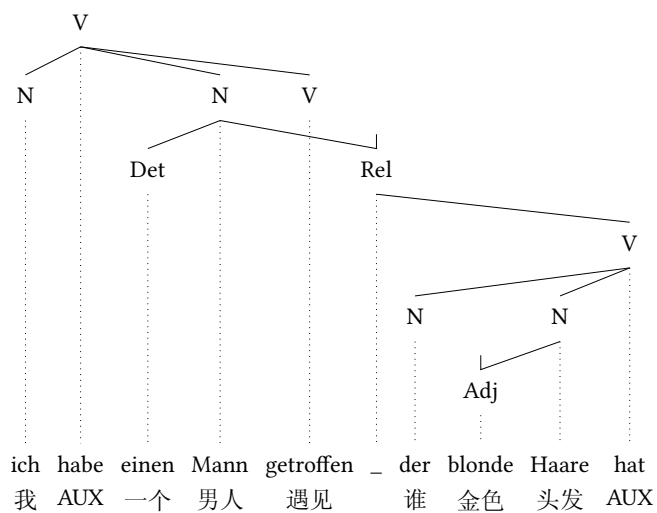 V
N N V
Det Rel
V
N N
Adj
ich habe einen Mann getroffen _ der blonde Haare hat
我 AUX 一个 男人 遇见 谁 金色 头发 AUX